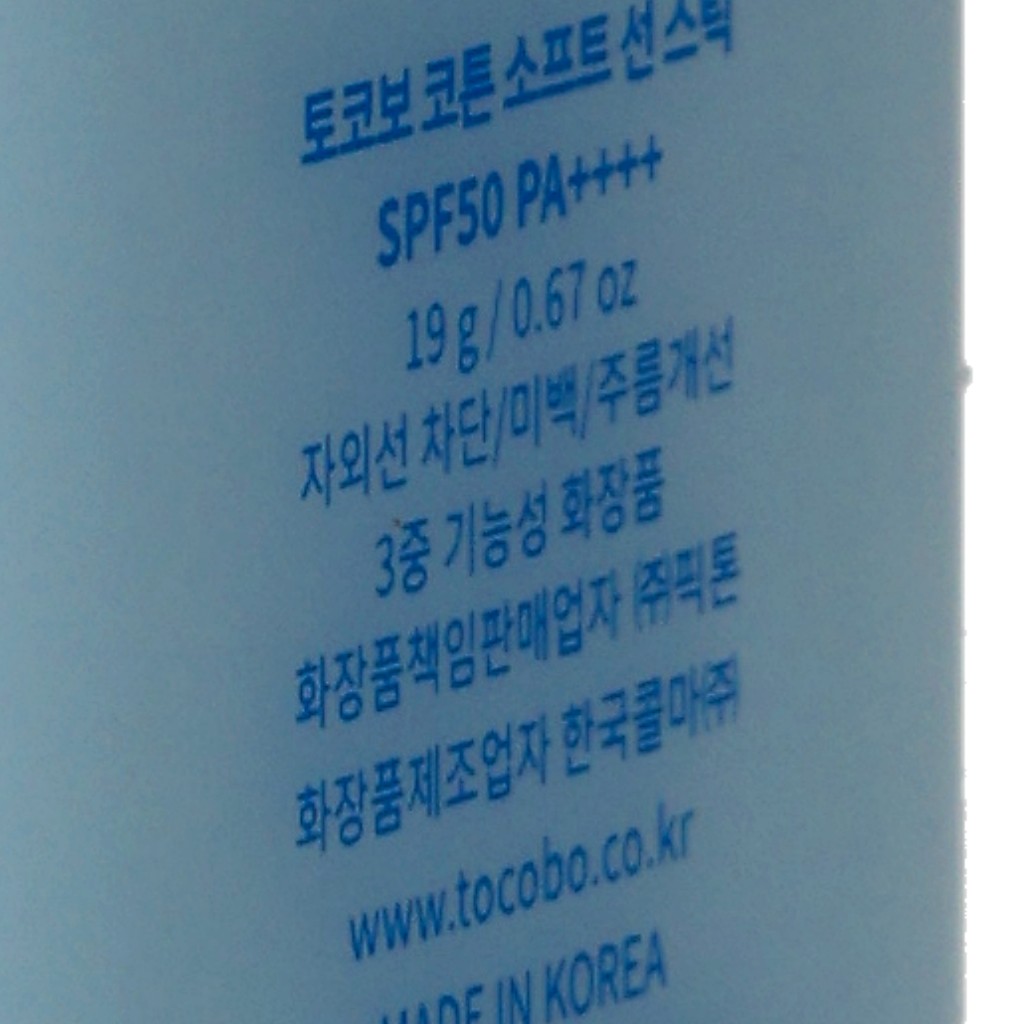 토코보 코튼 소프트 선 스틱
SPF50 PA++++
19 g / 0.67 oz
자외선 차단/미백/주름개선
3중 기능성 화장품
화장품책임판매업자 ㈜픽톤
화장품제조업자 한국콜마㈜
www.tocobo.co.kr
MADE IN KOREA